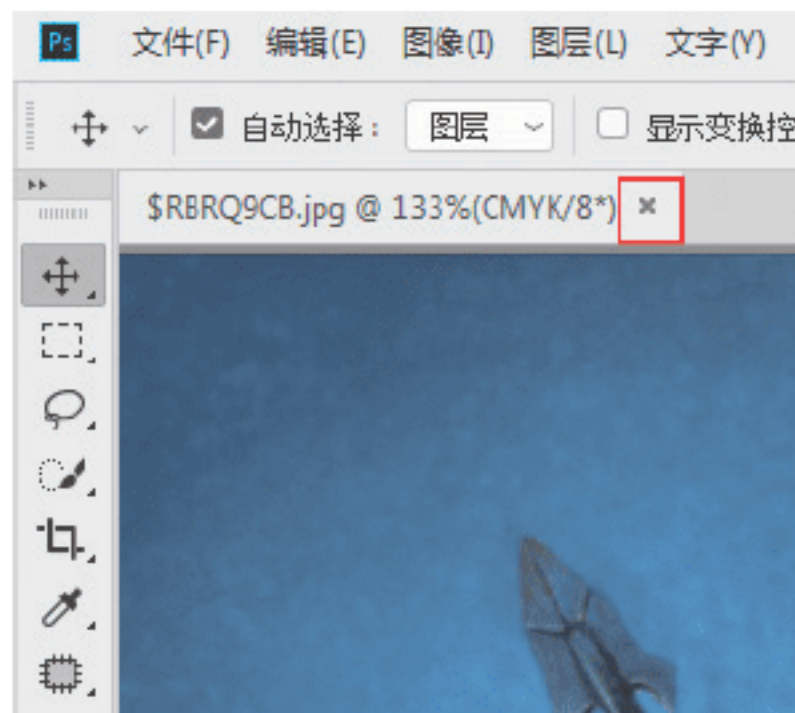 Ps 文件(F) 编辑(E) 图像(I) 图层(L) 文字(Y)
自动选择： 图层 显示变换控
$RBRQ9CB.jpg @ 133%(CMYK/8*) ×